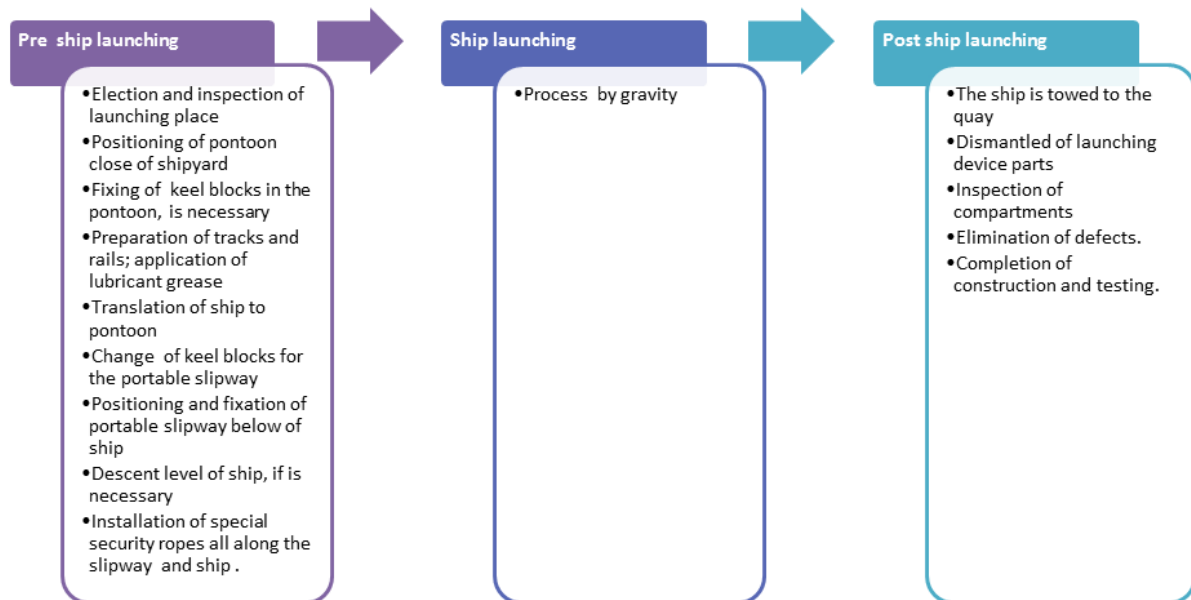 Pre ship launching
•Election and inspection of
launching place
•Positioning of pontoon
close of shipyard
•Fixing of keel blocks in the
pontoon, is necessary
•Preparation of tracks and
rails; application of
lubricant grease
•Translation of ship to
pontoon
•Change of keel blocks for
the portable slipway
•Positioning and fixation of
portable slipway below of
ship
•Descent level of ship, if is
necessary
•Installation of special
security ropes all along the
slipway and ship .
Ship launching
•Process by gravity
Post ship launching
•The ship is towed to the
quay
•Dismantled of launching
device parts
•Inspection of
compartments
•Elimination of defects.
•Completion of
construction and testing.